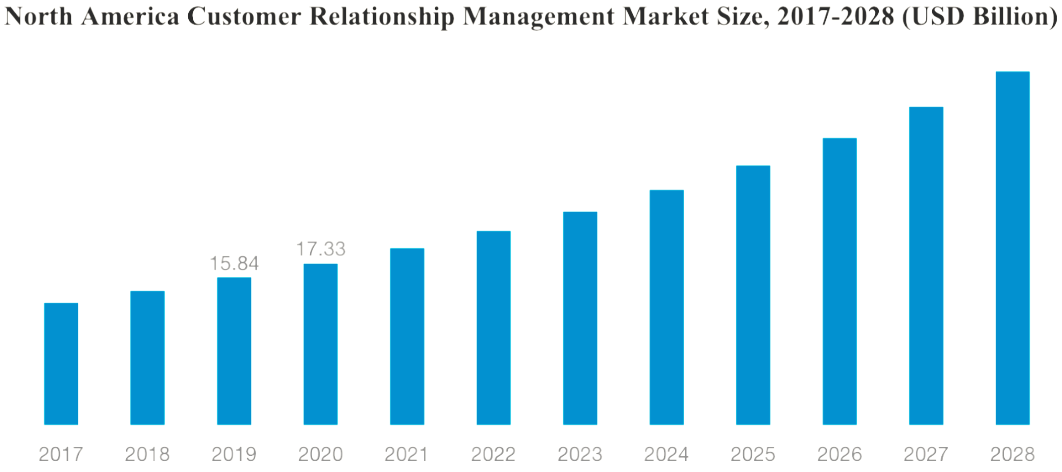 North America Customer Relationship Management Market Size, 2017-2028 (USD Billion)
17.33
15.84
2017 2018 2019 2020 2021 2022 2023 2024 2025 2026 2027 2028